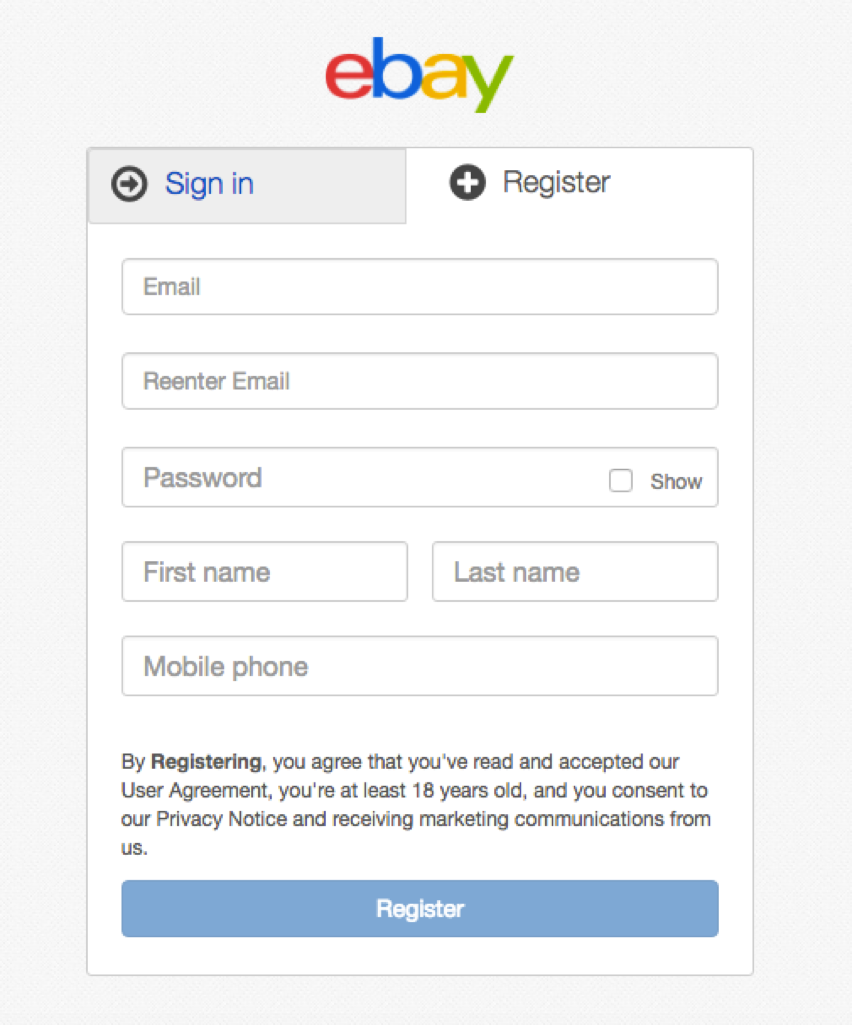 ebay
Sign in
Register
Email
Reenter Email
Password
Show
First name
Last name
Mobile phone
By Registering, you agree that you've read and accepted our
User Agreement, you're at least 18 years old, and you consent to
our Privacy Notice and receiving marketing communications from
us.
Register